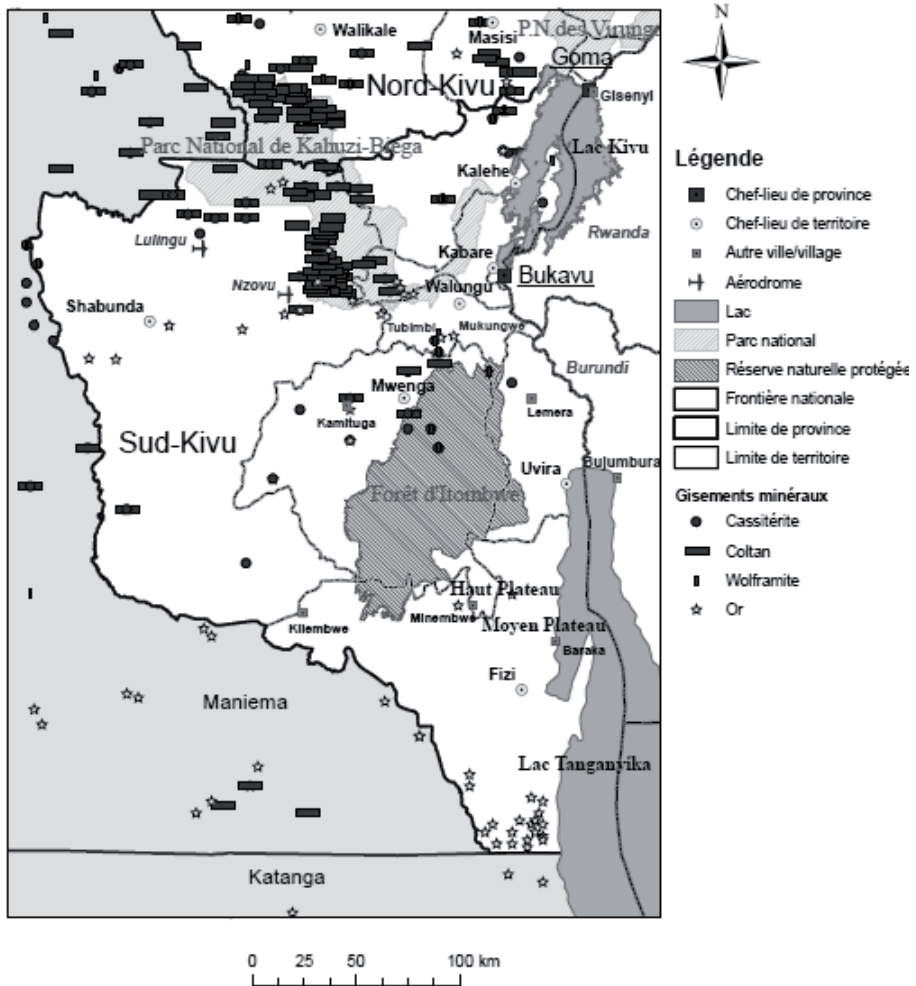 N
Walikale
Masisi
P.N.des Virunga
Goma
Nord-Kivu
Gisenyi
Parc National de Kahuzi-Biega
Lac Kivu
Kalehe
Rwanda
Lulingu
Kabare
Bukavu
Nzovu
Walungu
Shabunda
Tubimbi
Mukungwe
Burundi
Mwenga
Lemera
Kamituga
Sud-Kivu
Uvira
Bujumbura
Forêt d'Itombwe
Haut Plateau
Kilembwe
Minembwe
Moyen Plateau
Baraka
Fizi
Maniema
Lac Tanganyika
Katanga
Légende
Chef-lieu de province
Chef-lieu de territoire
Autre ville/village
Aérodrome
Lac
Parc national
Réserve naturelle protégée
Frontière nationale
Limite de province
Limite de territoire
Gisements minéraux
Cassitérite
Coltan
Wolframite
Or
0 25 50 100 km